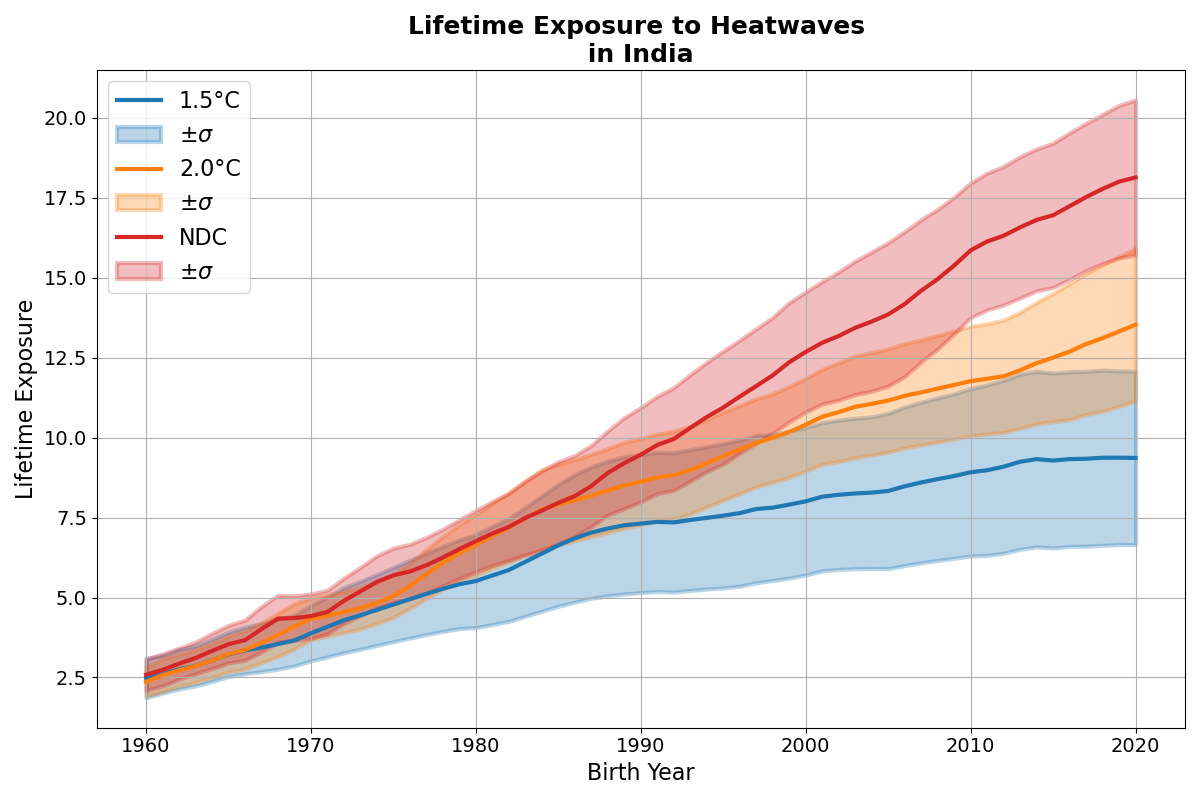 Lifetime Exposure to Heatwaves
in India
1.5°C
±σ
2.0°C
±σ
NDC
±σ
Lifetime Exposure
20.0
17.5
15.0
12.5
10.0
7.5
5.0
2.5
1960 1970 1980 1990 2000 2010 2020
Birth Year